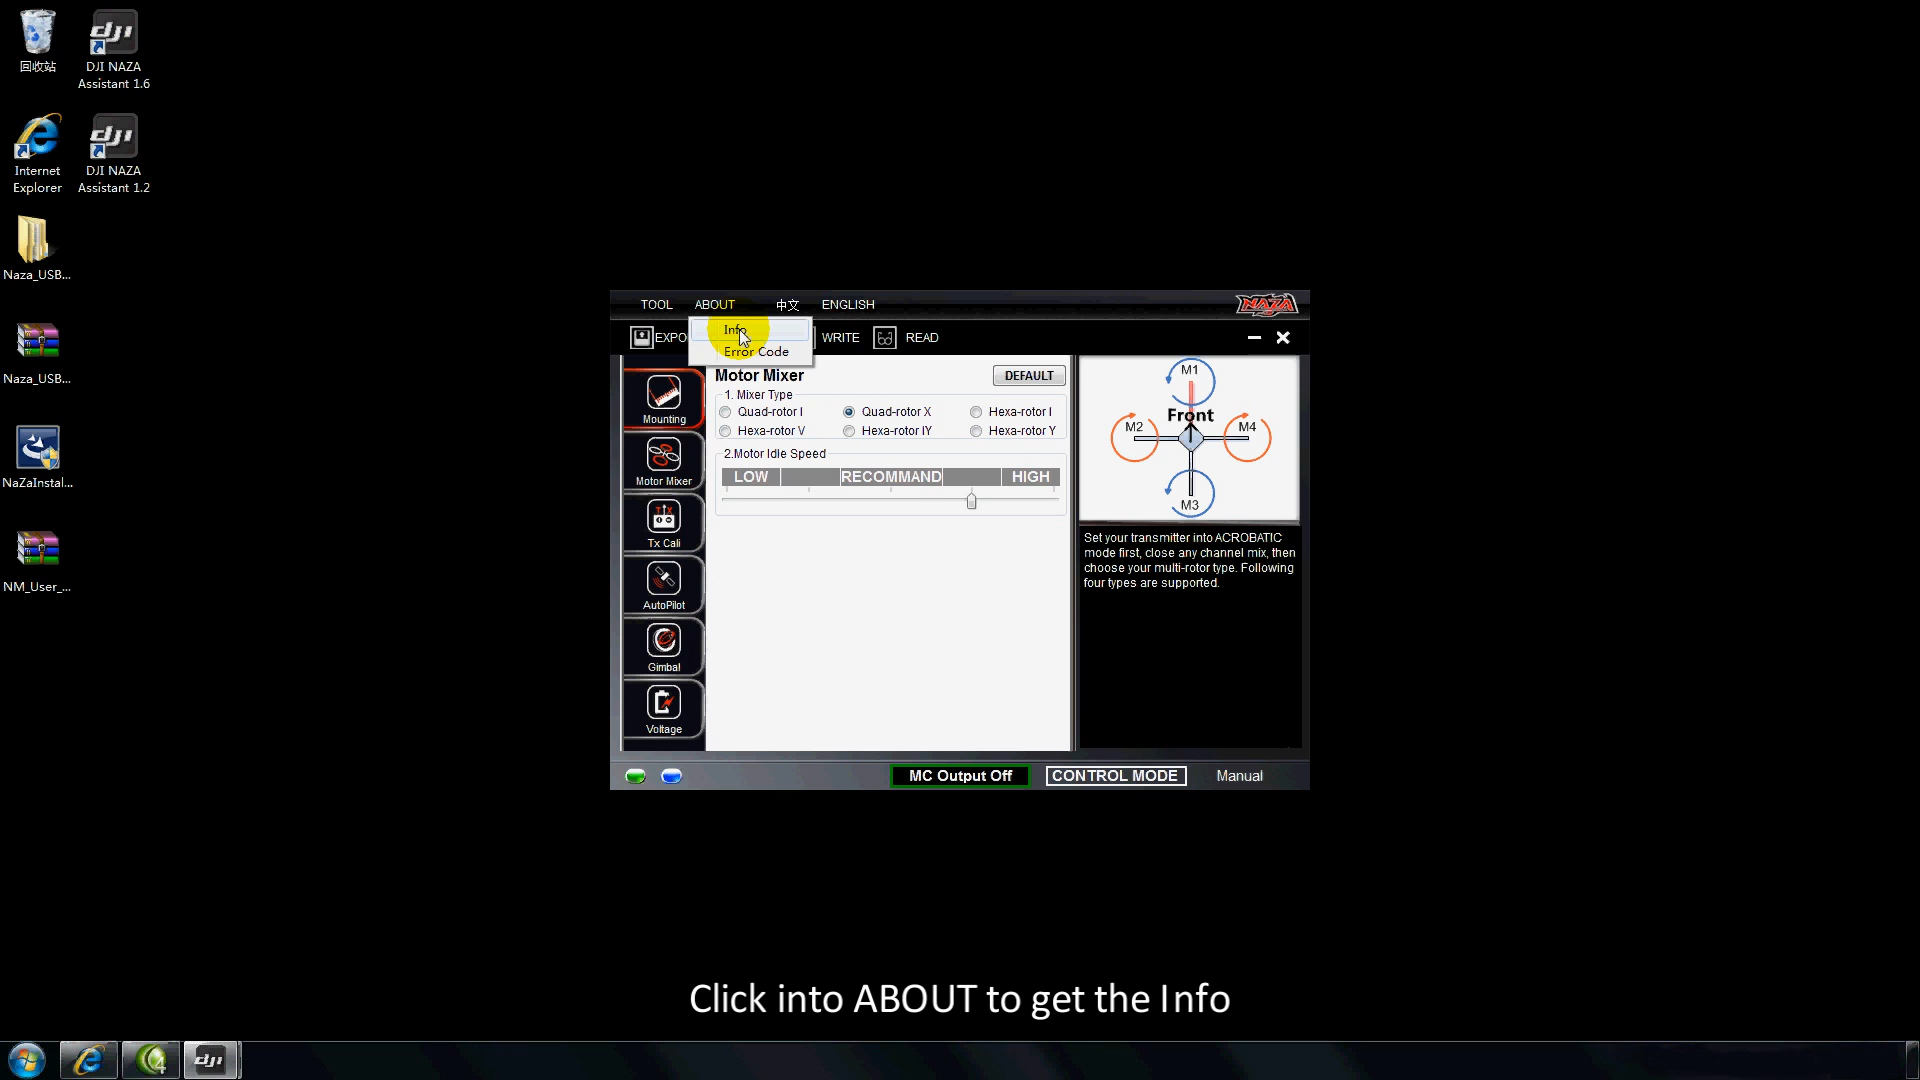 dji
回收站
DJI NAZA
Assistant 1.6
dji
Internet
Explorer
DJI NAZA
Assistant 1.2
Naza_USB...
Naza_USB...
NaZaInstal...
NM_User_...
TOOL ABOUT 中文 ENGLISH
NAZA
Info
Error Code
EXPO WRITE READ
Mounting
Motor Mixer
Tx Cali
AutoPilot
Gimbal
Voltage
Motor Mixer
DEFAULT
1. Mixer Type
Quad-rotor I Quad-rotor X Hexa-rotor I
Hexa-rotor V Hexa-rotor IY Hexa-rotor Y
2.Motor Idle Speed
LOW RECOMMAND HIGH
M1
Front
M2 M4
M3
Set your transmitter into ACROBATIC
mode first, close any channel mix, then
choose your multi-rotor type. Following
four types are supported.
MC Output Off CONTROL MODE Manual
Click into ABOUT to get the Info
4
dji